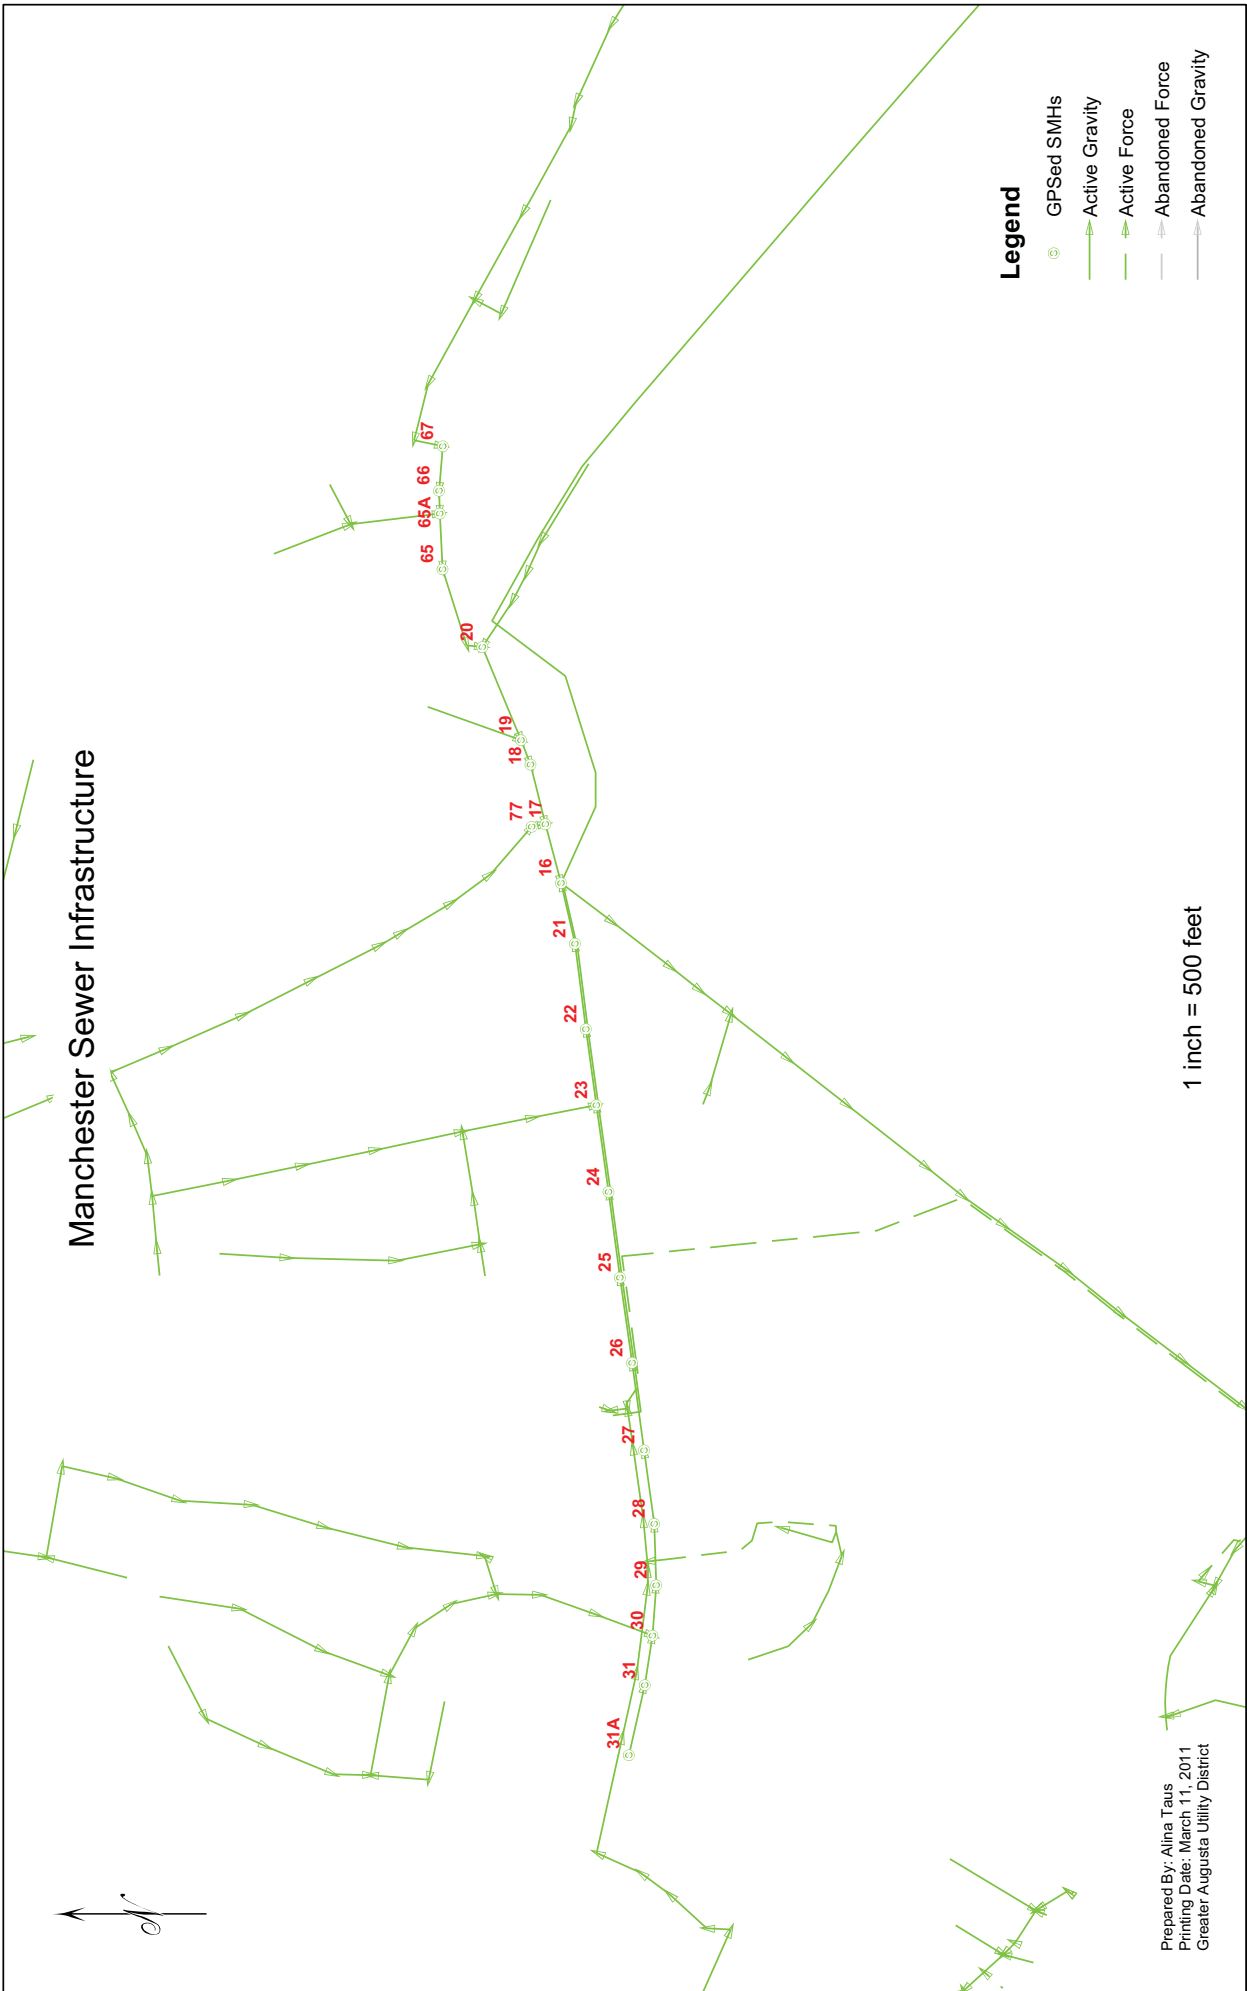 Manchester Sewer Infrastructure
N
67
66
65A
65
20
19
18
77
17
16
21
22
23
24
25
26
27
28
29
30
31
31A
1 inch = 500 feet
Legend
GPSed SMHs
Active Gravity
Active Force
Abandoned Force
Abandoned Gravity
Prepared By: Alina Taus
Printing Date: March 11, 2011
Greater Augusta Utility District